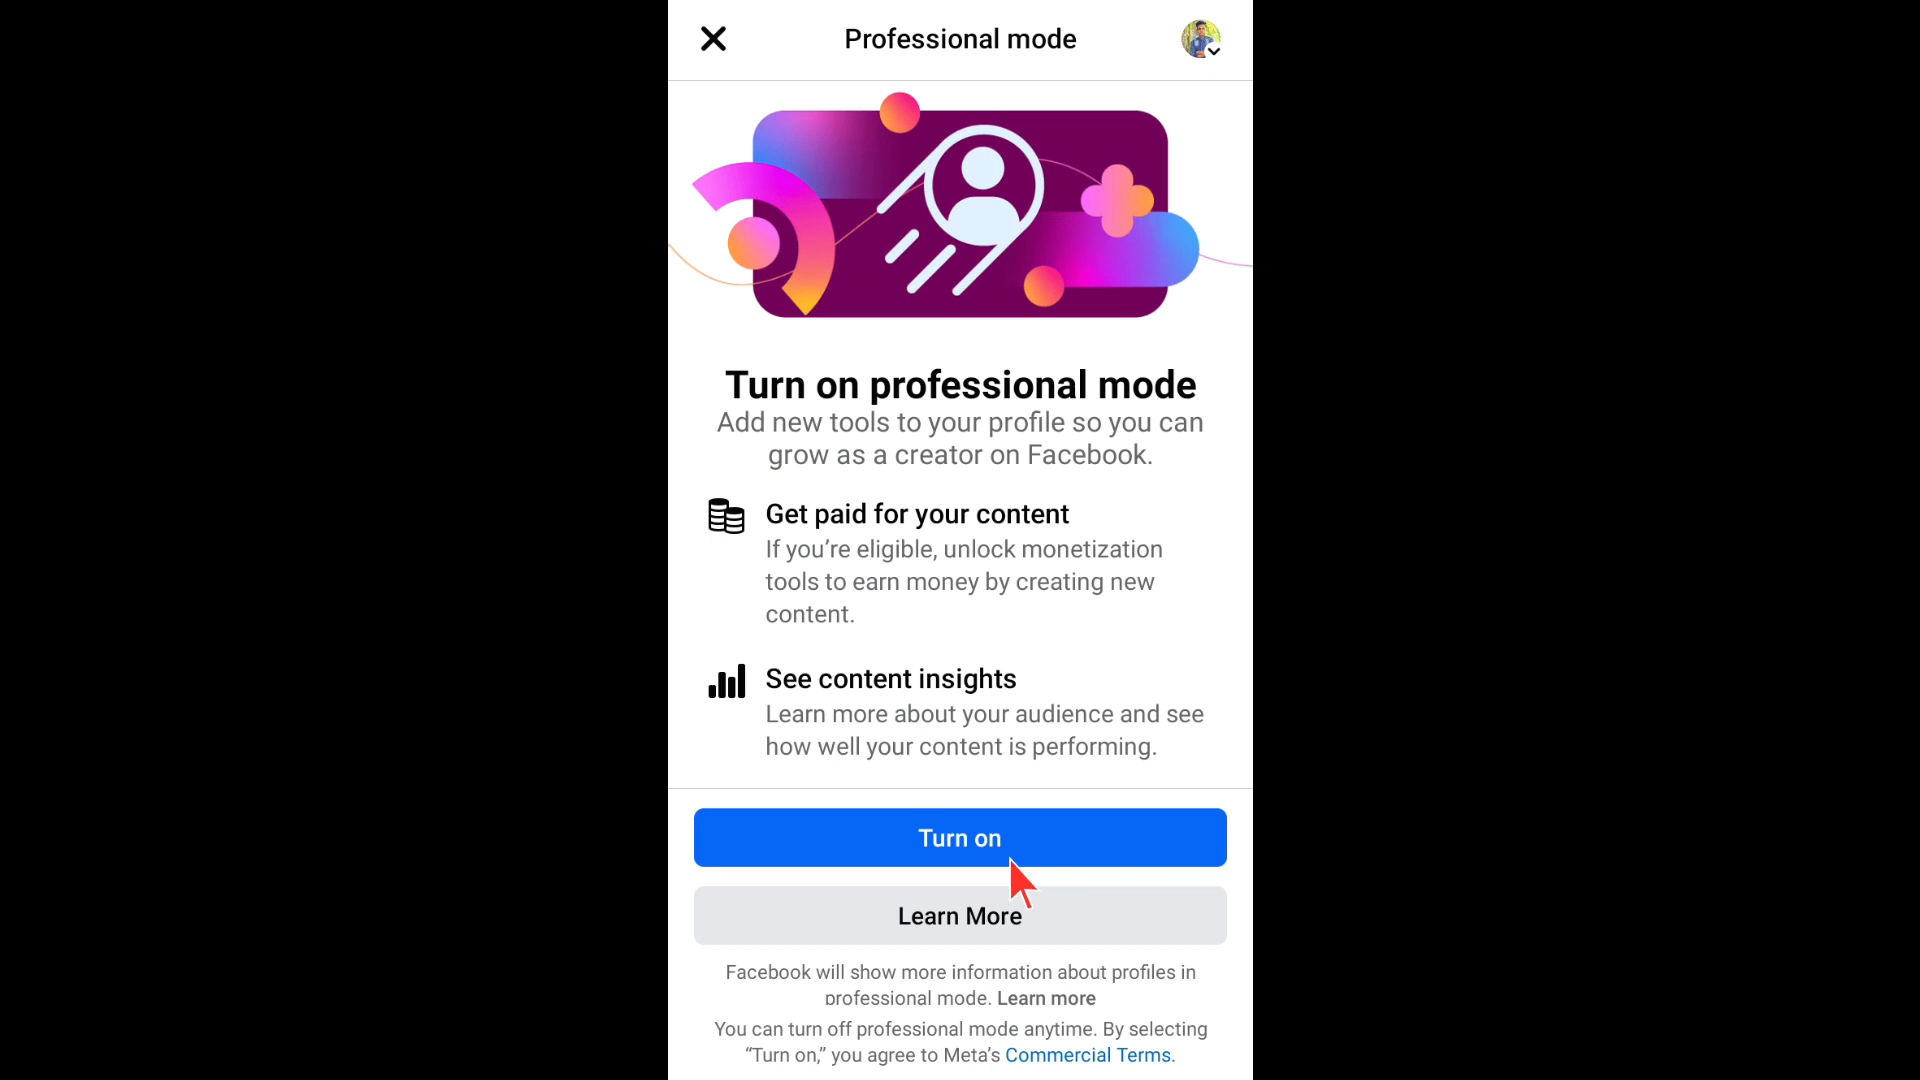 Professional mode
Turn on professional mode
Add new tools to your profile so you can
grow as a creator on Facebook.
Get paid for your content
If you’re eligible, unlock monetization
tools to earn money by creating new
content.
See content insights
Learn more about your audience and see
how well your content is performing.
Turn on
Learn More
Facebook will show more information about profiles in
professional mode. Learn more
You can turn off professional mode anytime. By selecting
“Turn on,” you agree to Meta’s Commercial Terms.